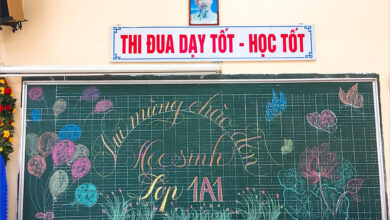 THI ĐUA DẠY TỐT - HỌC TỐT
Vui mừng chào đón
Học sinh
Lớp 1A1